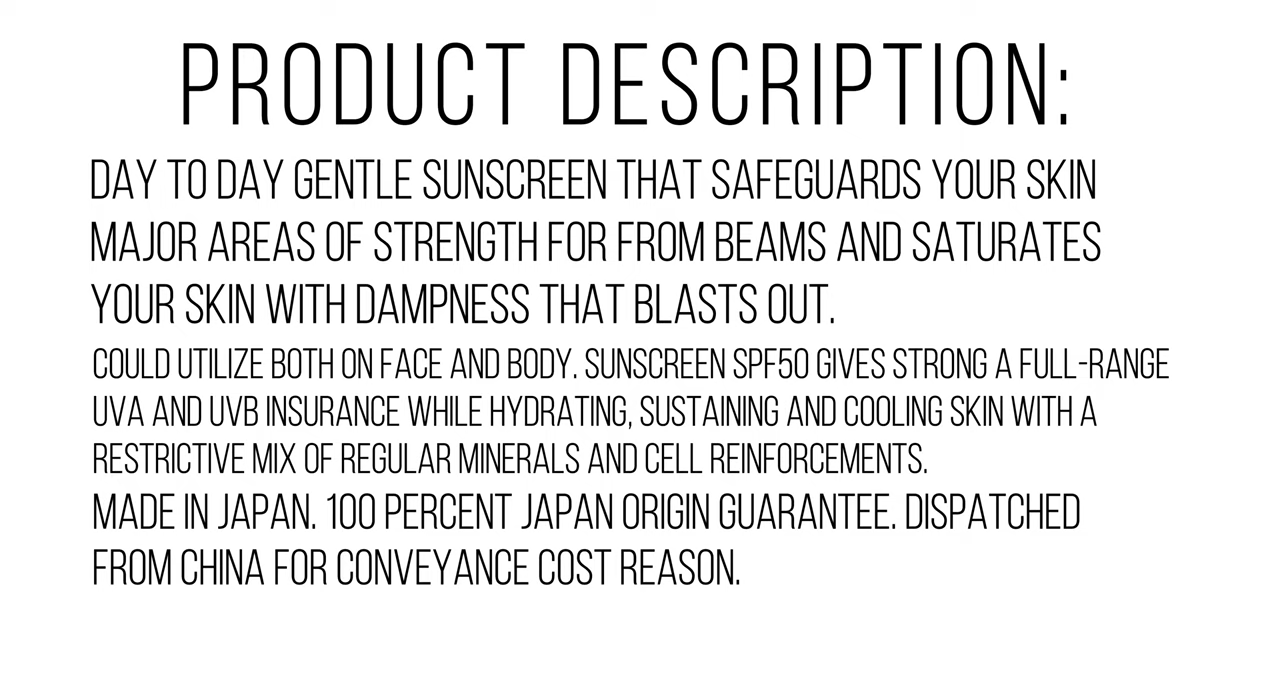 PRODUCT DESCRIPTION:
DAY TO DAY GENTLE SUNSCREEN THAT SAFEGUARDS YOUR SKIN
MAJOR AREAS OF STRENGTH FOR FROM BEAMS AND SATURATES
YOUR SKIN WITH DAMPNESS THAT BLASTS OUT.
COULD UTILIZE BOTH ON FACE AND BODY. SUNSCREEN SPF50 GIVES STRONG A FULL-RANGE
UVA AND UVB INSURANCE WHILE HYDRATING, SUSTAINING AND COOLING SKIN WITH A
RESTRICTIVE MIX OF REGULAR MINERALS AND CELL REINFORCEMENTS.
MADE IN JAPAN. 100 PERCENT JAPAN ORIGIN GUARANTEE. DISPATCHED
FROM CHINA FOR CONVEYANCE COST REASON.